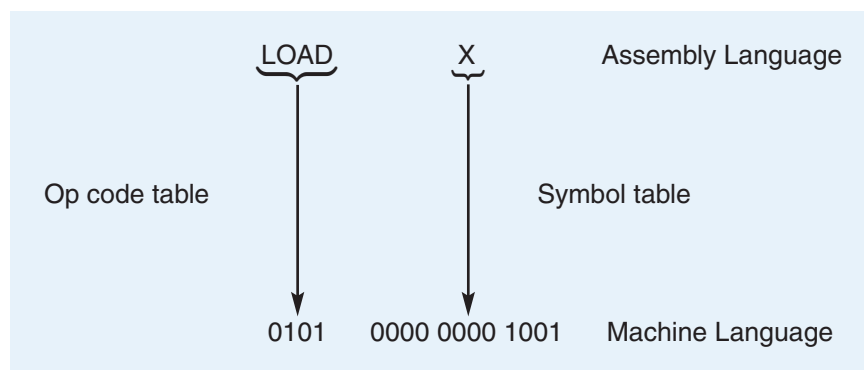 LOAD X Assembly Language
Op code table Symbol table
0101 0000 0000 1001 Machine Language